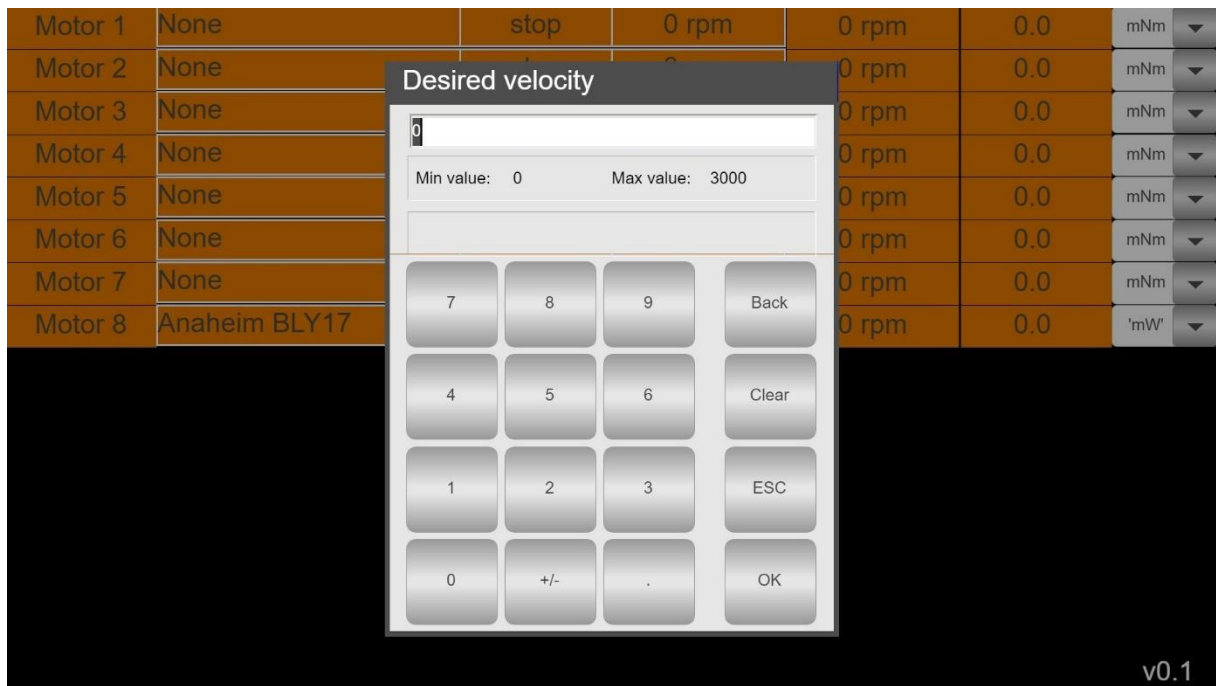 Motor 1 None stop 0 rpm 0 rpm 0.0 mNm
Motor 2 None 0 rpm 0.0 mNm
Motor 3 None 0 rpm 0.0 mNm
Motor 4 None 0 rpm 0.0 mNm
Motor 5 None 0 rpm 0.0 mNm
Motor 6 None 0 rpm 0.0 mNm
Motor 7 None 0 rpm 0.0 mNm
Motor 8 Anaheim BLY17 0 rpm 0.0 'mW'
Desired velocity
0
Min value: 0 Max value: 3000
7 8 9 Back
4 5 6 Clear
1 2 3 ESC
0 +/- . OK
v0.1